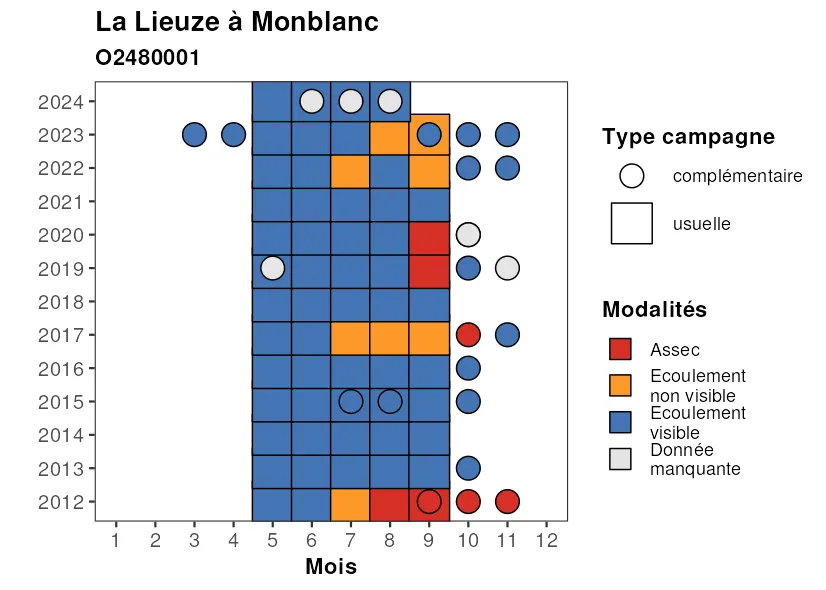 La Lieuze à Monblanc
O2480001
2024
2023
2022
2021
2020
2019
2018
2017
2016
2015
2014
2013
2012
1 2 3 4 5 6 7 8 9 10 11 12
Mois
Type campagne
complémentaire
usuelle
Modalités
Assec
Ecoulement
non visible
Ecoulement
visible
Donnée
manquante